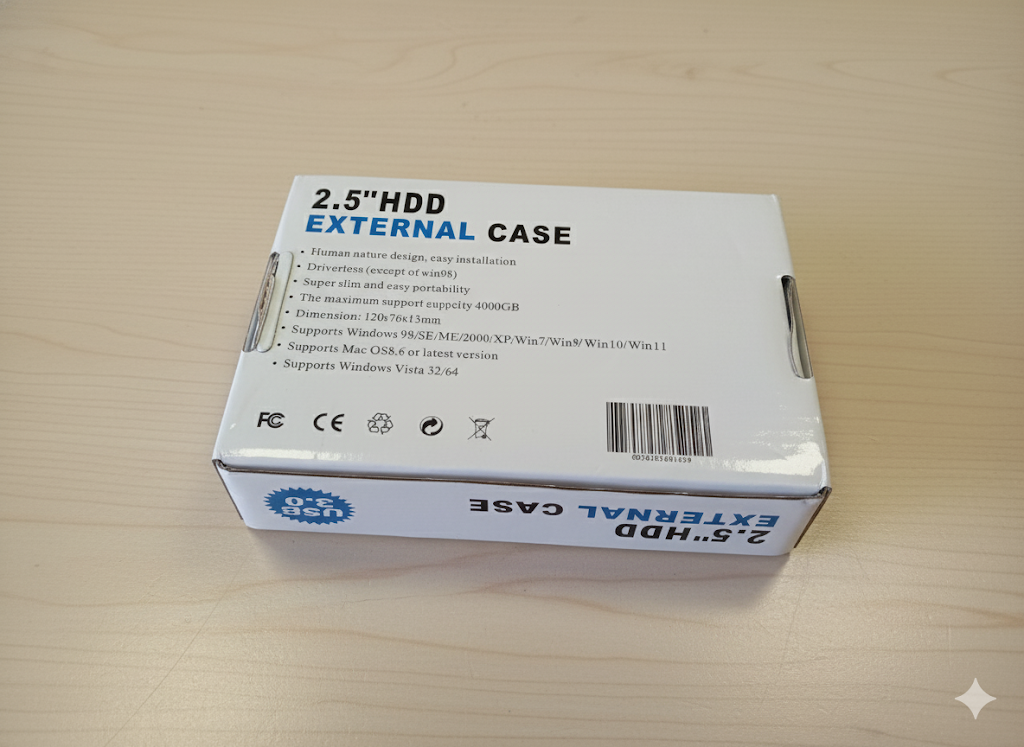 2.5"HDD
EXTERNAL CASE
• Human nature design, easy installation
• Drivertess (except of win98)
• Super slim and easy portability
• The maximum support euppcity 4000GB
• Dimension: 120s76x13mm
• Supports Windows 98/SE/ME/2000/XP/Win7/Win8/Win10/Win11
• Supports Mac OS8.6 or latest version
• Supports Windows Vista 32/64
FC CE
USB
3.0
2.5"HDD
EXTERNAL CASE